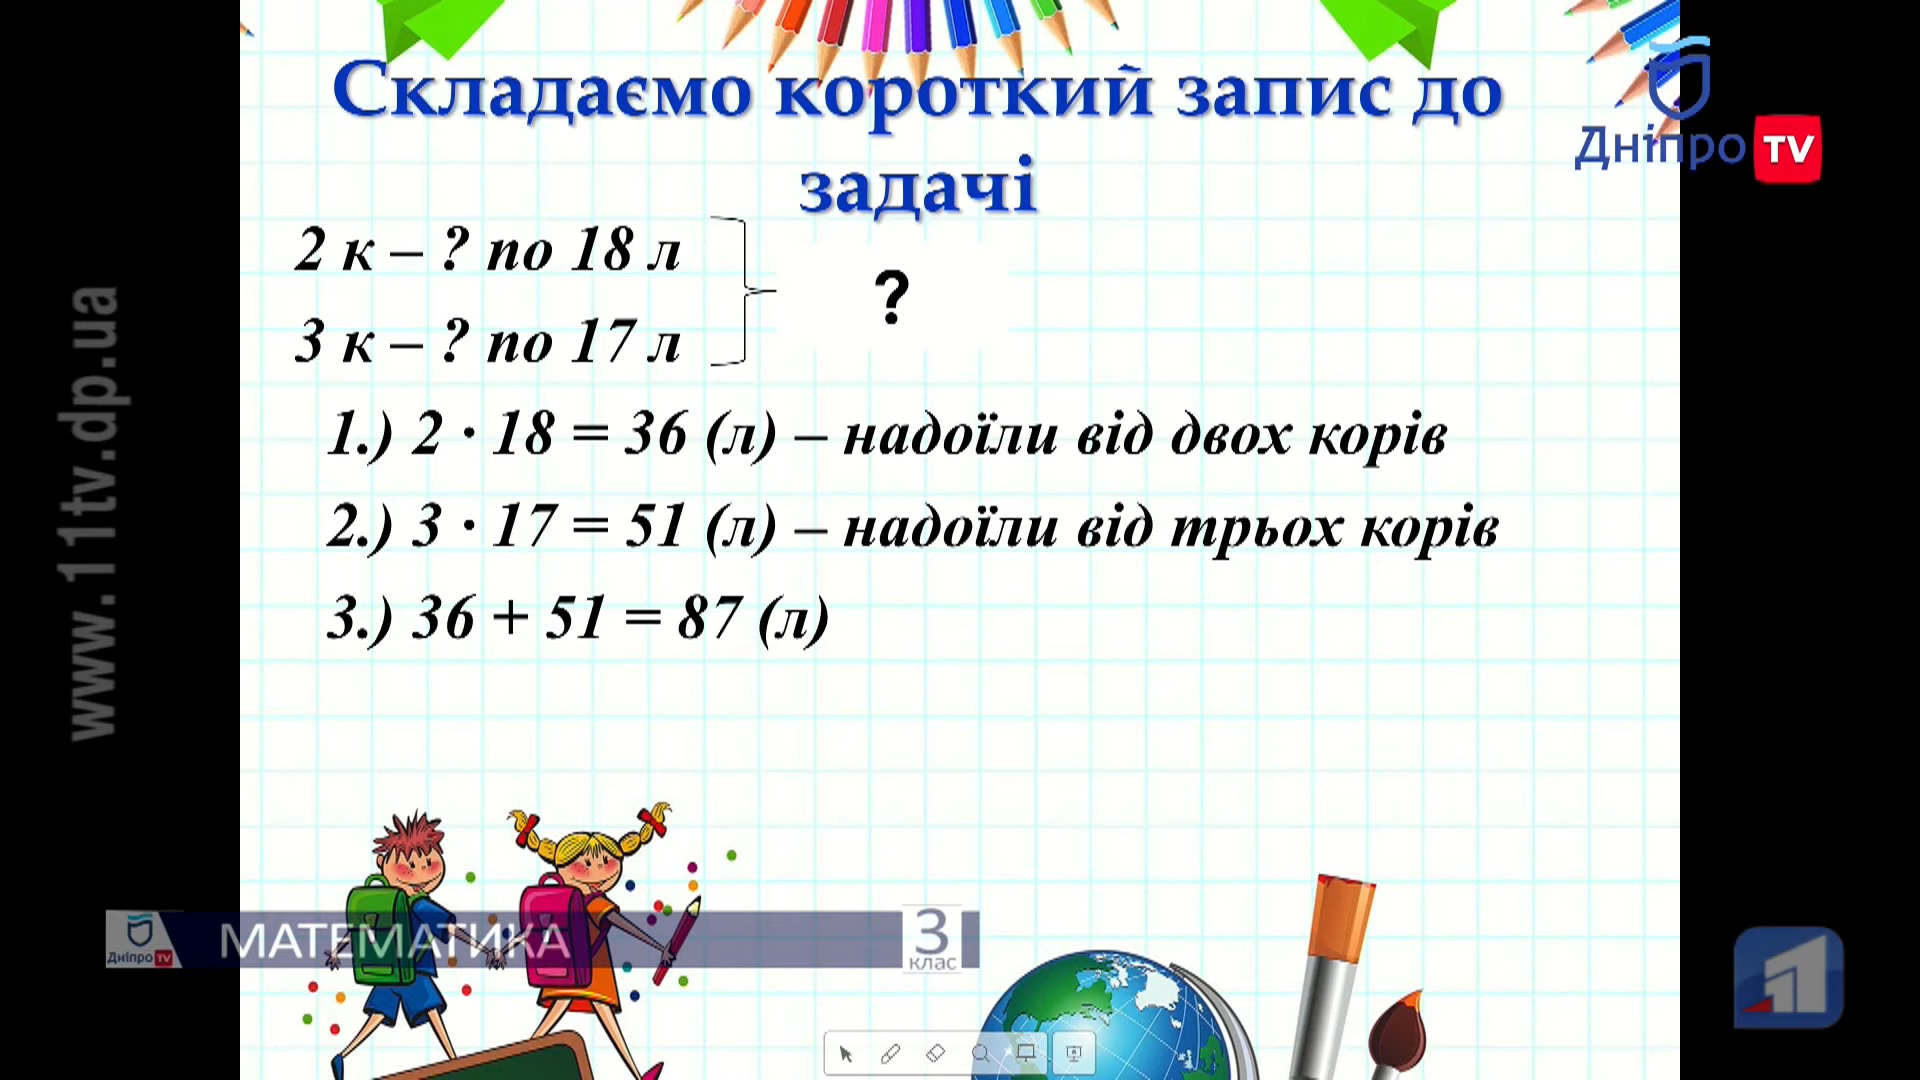 Складаємо короткий запис до
задачі
Дніпро TV
2 к – ? по 18 л
?
3 к – ? по 17 л
1.) 2 · 18 = 36 (л) – надоїли від двох корів
2.) 3 · 17 = 51 (л) – надоїли від трьох корів
3.) 36 + 51 = 87 (л)
www.11tv.dp.ua
Дніпро TV
МАТЕМАТИКА
3
клас
1